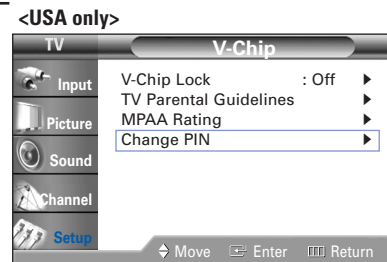 <USA only>
TV
V-Chip
Input
Picture
Sound
Channel
Setup
V-Chip Lock : Off
TV Parental Guidelines
MPAA Rating
Change PIN
Move Enter Return